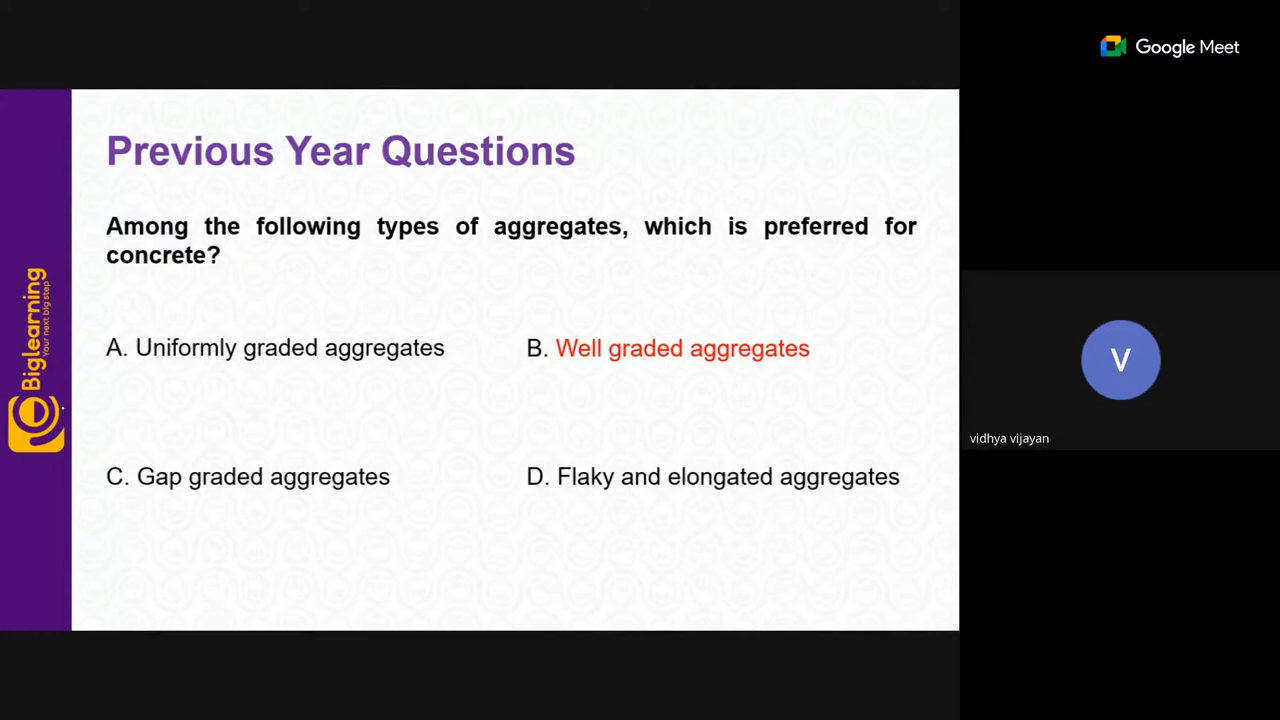 Google Meet
Previous Year Questions
Among the following types of aggregates, which is preferred for
concrete?
A. Uniformly graded aggregates
B. Well graded aggregates
C. Gap graded aggregates
D. Flaky and elongated aggregates
Biglearning
Your next big step
V
vidhya vijayan